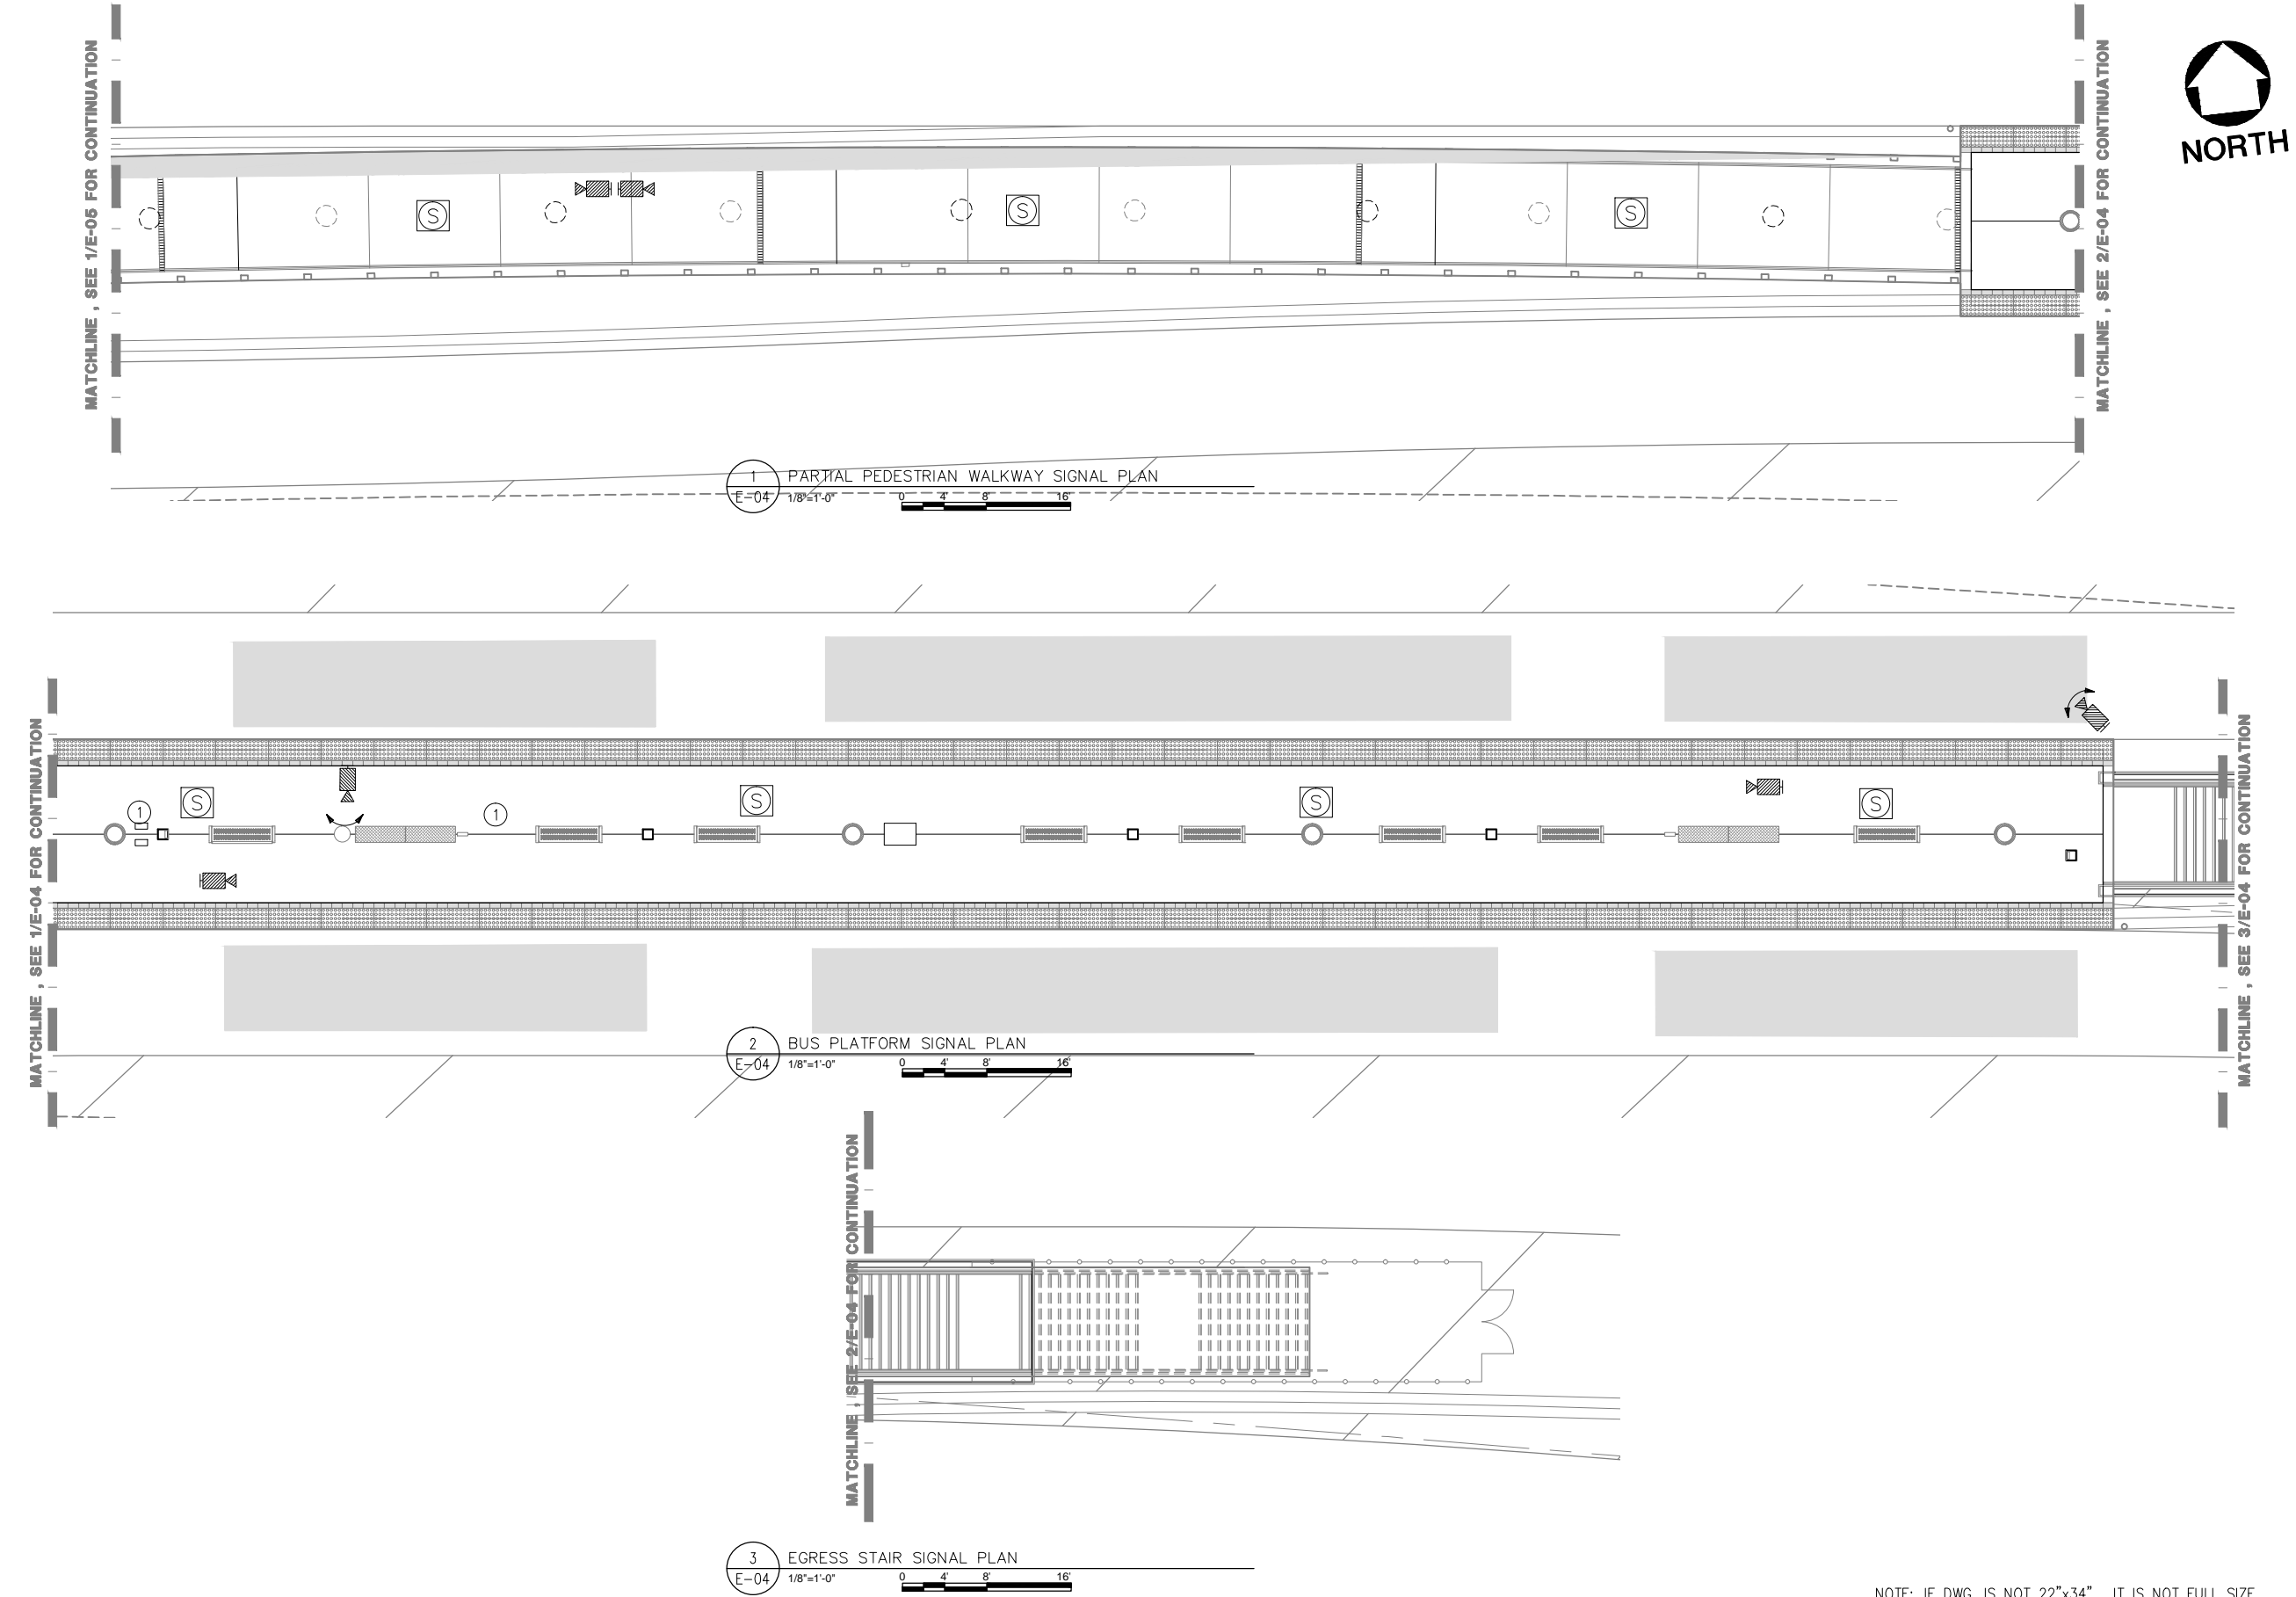 MATCHLINE , SEE 1/E-05 FOR CONTINUATION
MATCHLINE , SEE 2/E-04 FOR CONTINUATION
NORTH
S
S
S
1
E-04
PARTIAL PEDESTRIAN WALKWAY SIGNAL PLAN
1/8"=1'-0"
0 4' 8' 16'
MATCHLINE , SEE 1/E-04 FOR CONTINUATION
MATCHLINE , SEE 3/E-04 FOR CONTINUATION
1
S
1
S
S
S
2
E-04
BUS PLATFORM SIGNAL PLAN
1/8"=1'-0"
0 4' 8' 16'
MATCHLINE , SEE 2/E-04 FOR CONTINUATION
3
E-04
EGRESS STAIR SIGNAL PLAN
1/8"=1'-0"
0 4' 8' 16'
NOTE: IF DWG IS NOT 22"x34" IT IS NOT FULL SIZE